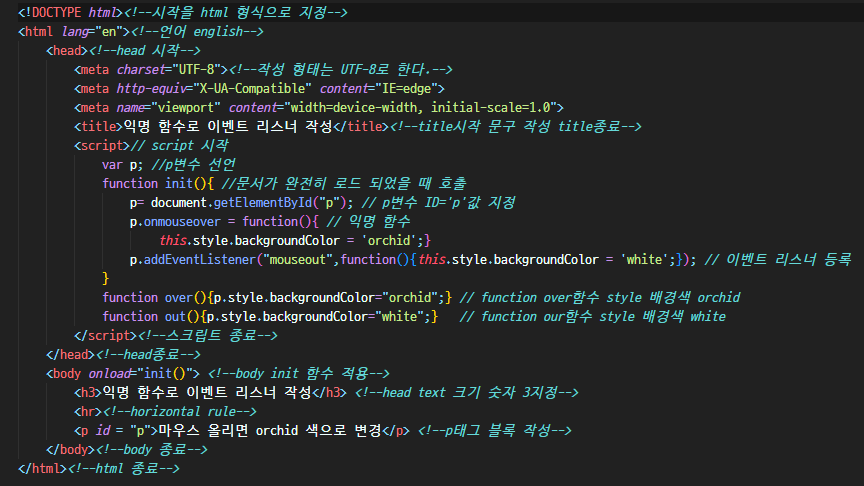 <!DOCTYPE html><!--시작을 html 형식으로 지정-->
<html lang="en"><!--언어 english-->
<head><!--head 시작-->
<meta charset="UTF-8"><!--작성 형태는 UTF-8로 한다.-->
<meta http-equiv="X-UA-Compatible" content="IE=edge">
<meta name="viewport" content="width=device-width, initial-scale=1.0">
<title>익명 함수로 이벤트 리스너 작성</title><!--title시작 문구 작성 title종료-->
<script>// script 시작
var p; //p변수 선언
function init(){ //문서가 완전히 로드 되었을 때 호출
p= document.getElementById("p"); // p변수 ID='p'값 지정
p.onmouseover = function(){ // 익명 함수
this.style.backgroundColor = 'orchid';}
p.addEventListener("mouseout",function(){this.style.backgroundColor = 'white';}); // 이벤트 리스너 등록
}
function over(){p.style.backgroundColor="orchid";} // function over함수 style 배경색 orchid
function out(){p.style.backgroundColor="white";} // function our함수 style 배경색 white
</script><!--스크립트 종료-->
</head><!--head종료-->
<body onload="init()"> <!--body init 함수 적용-->
<h3>익명 함수로 이벤트 리스너 작성</h3> <!--head text 크기 숫자 3지정-->
<hr><!--horizontal rule-->
<p id = "p">마우스 올리면 orchid 색으로 변경</p> <!--p태그 블록 작성-->
</body><!--body 종료-->
</html><!--html 종료-->